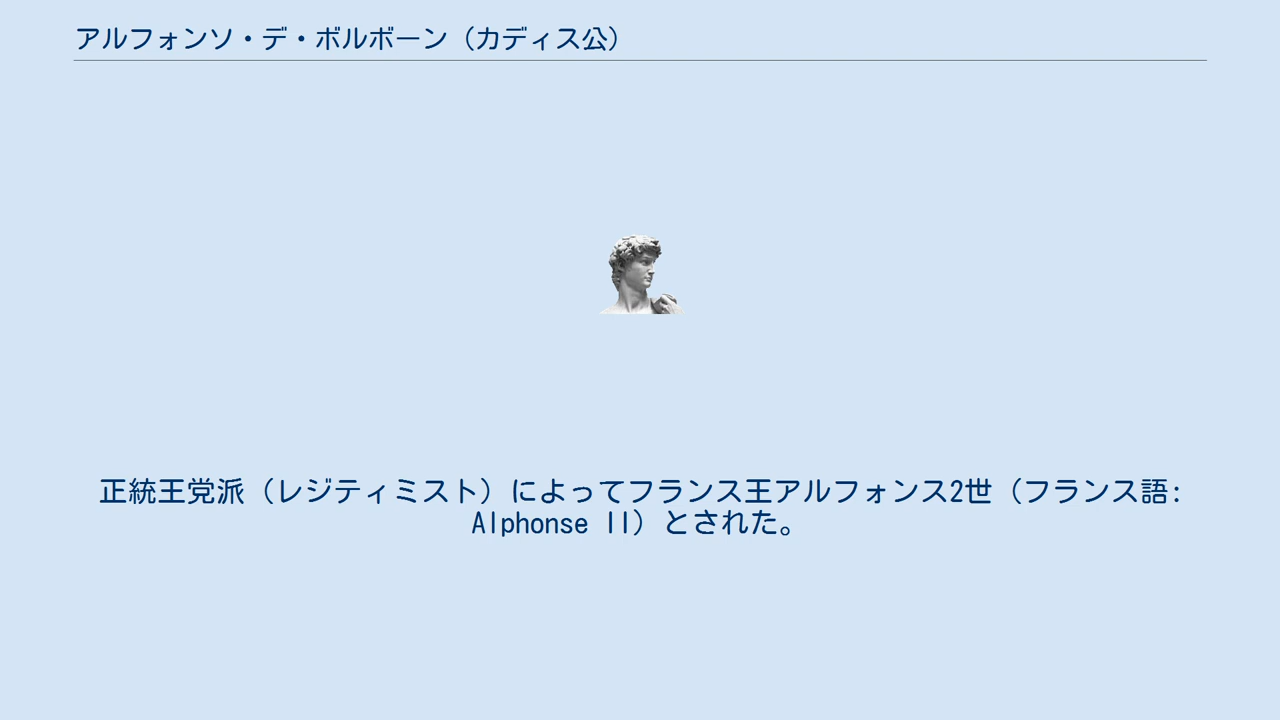 アルフォンソ・デ・ボルボーン（カディス公）
正統王党派（レジティミスト）によってフランス王アルフォンス2世（フランス語:
Alphonse II）とされた。